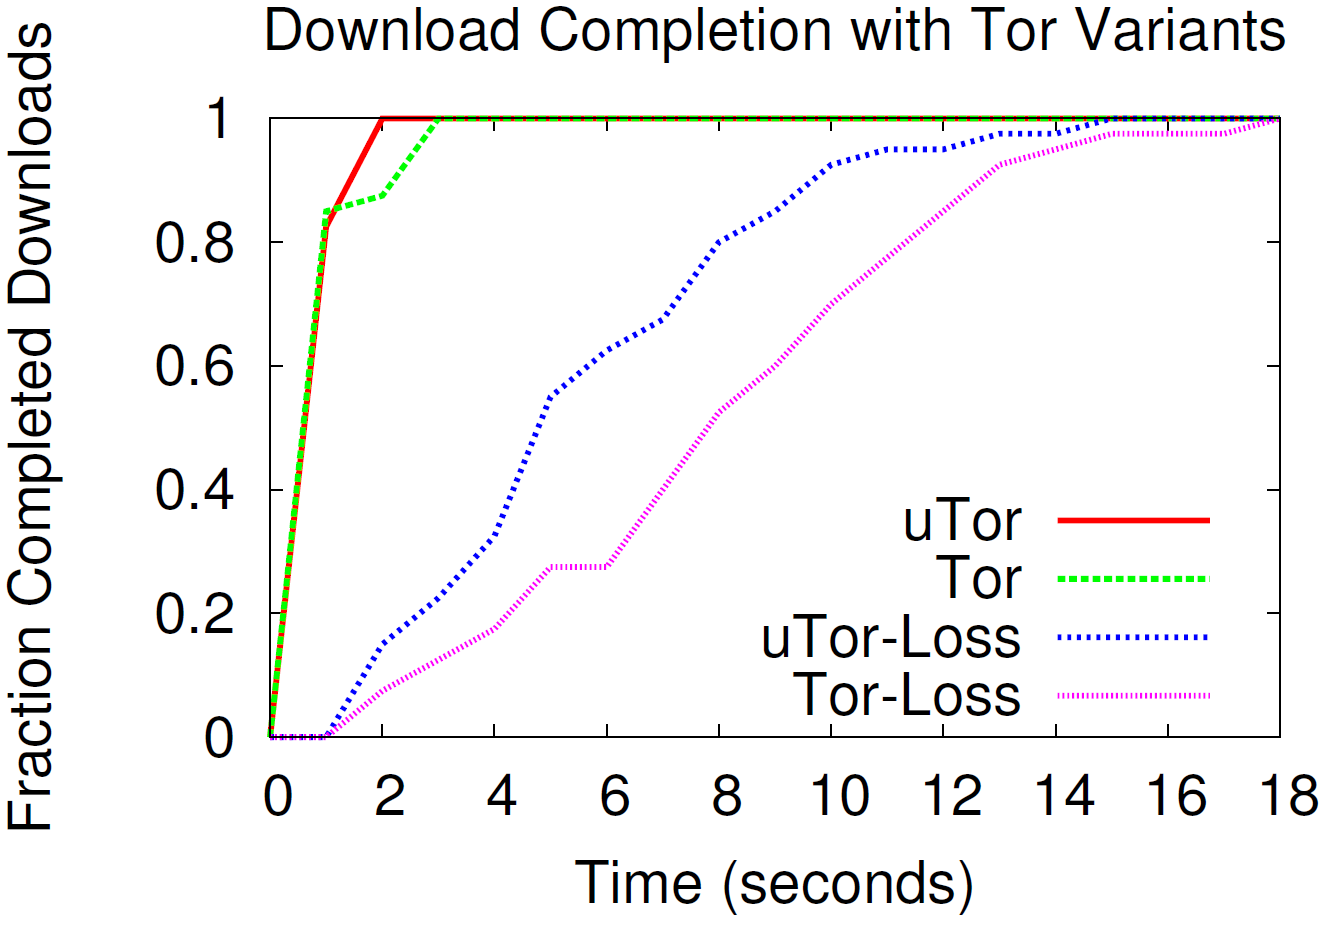 Download Completion with Tor Variants
Fraction Completed Downloads
1
0.8
0.6
0.4
0.2
0
uTor
Tor
uTor-Loss
Tor-Loss
0 2 4 6 8 10 12 14 16 18
Time (seconds)